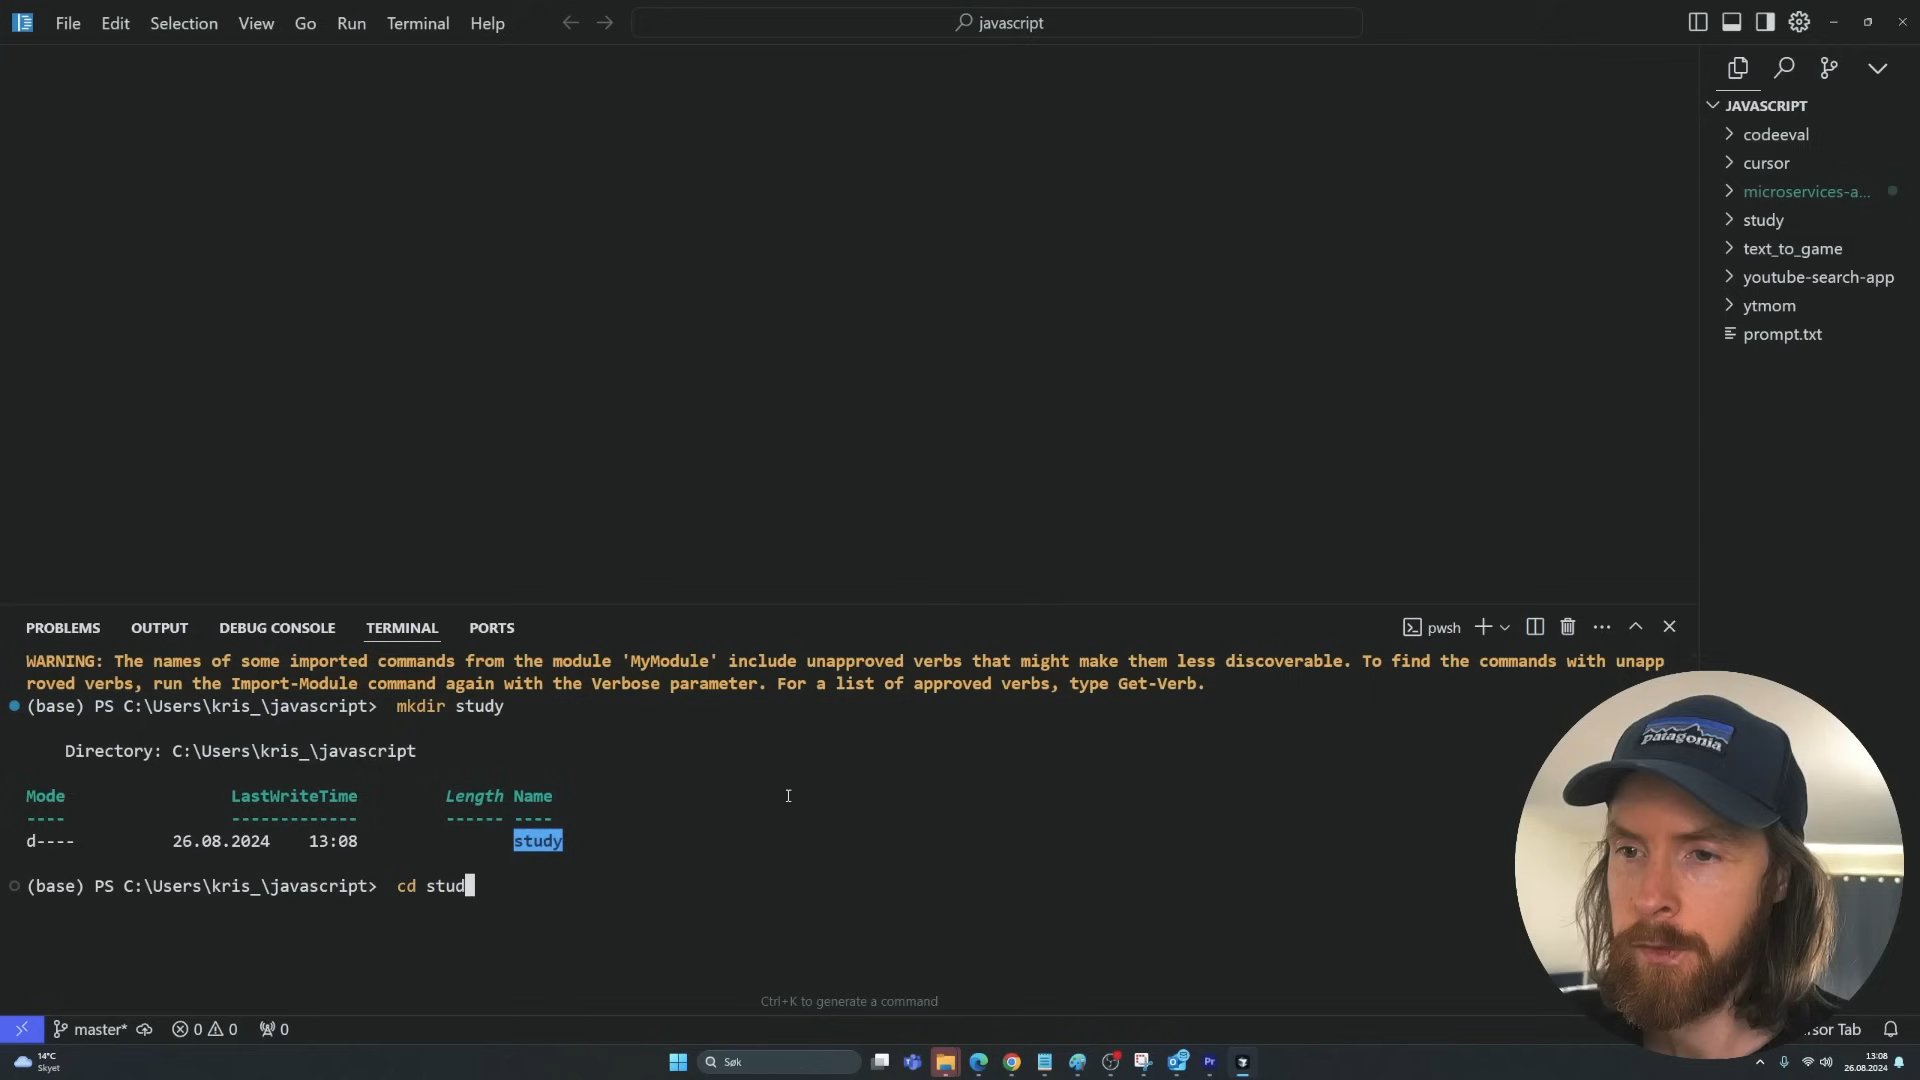 File Edit Selection View Go Run Terminal Help
javascript
JAVASCRIPT
codeeval
cursor
microservices-a...
study
text_to_game
youtube-search-app
ytmom
prompt.txt
PROBLEMS OUTPUT DEBUG CONSOLE TERMINAL PORTS
pwsh
WARNING: The names of some imported commands from the module 'MyModule' include unapproved verbs that might make them less discoverable. To find the commands with unapp
roved verbs, run the Import-Module command again with the Verbose parameter. For a list of approved verbs, type Get-Verb.
(base) PS C:\Users\kris_\javascript> mkdir study
Directory: C:\Users\kris_\javascript
Mode LastWriteTime Length Name
---- ------------- ------ ----
d---- 26.08.2024 13:08 study
(base) PS C:\Users\kris_\javascript> cd stud
patagonia
Ctrl+K to generate a command
master* 0 0 0 rsor Tab
14°C
Skyet
Søk
Pr
13:08
26.08.2024